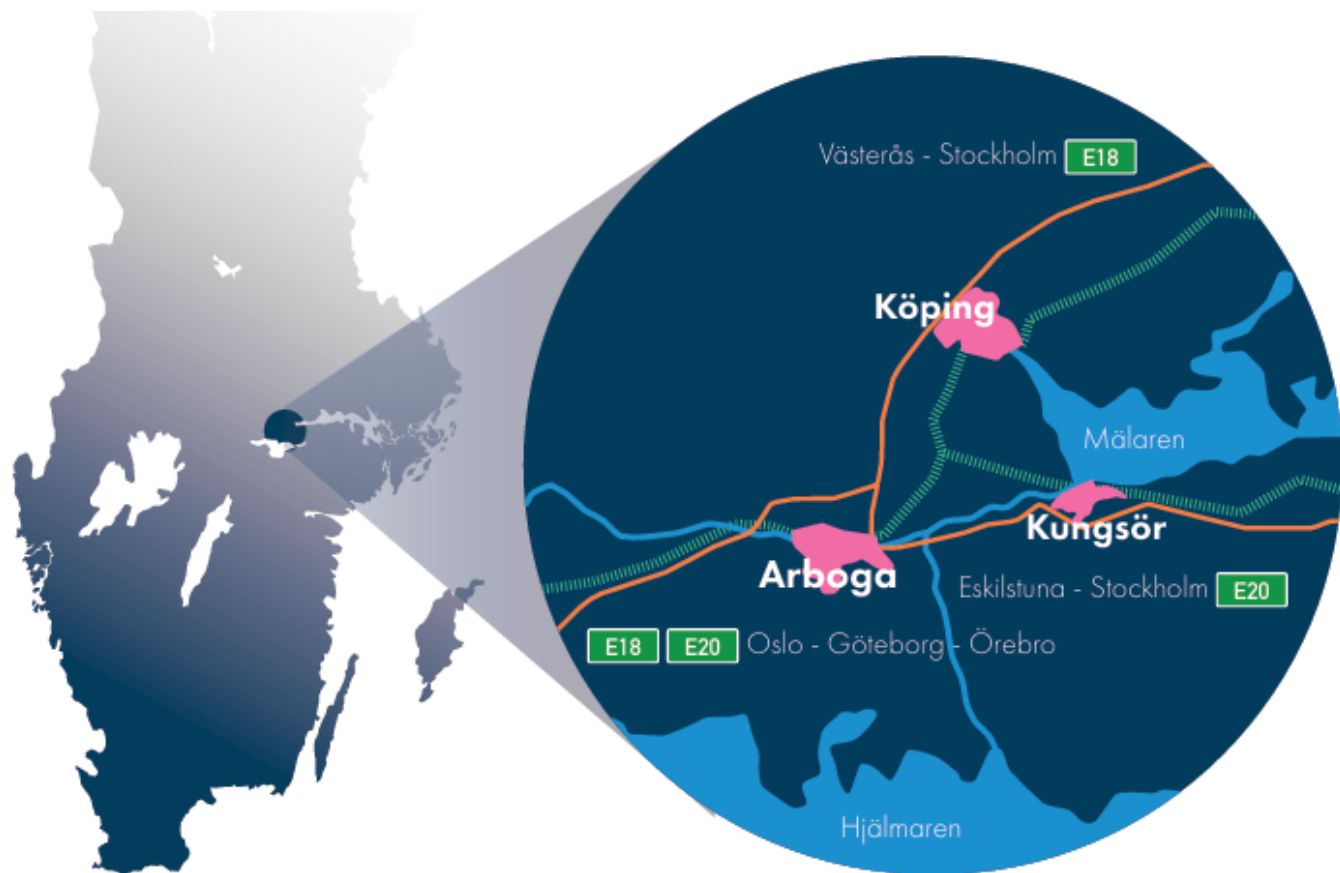 Västerås - Stockholm E18
Köping
Mälaren
Kungsör
Arboga
Eskilstuna - Stockholm E20
E18 E20 Oslo - Göteborg - Örebro
Hjälmaren